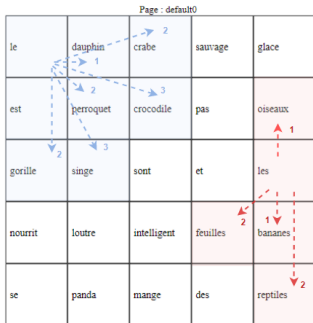 Page : default0
le dauphin crabe sauvage glace
2
1
est perroquet crocodile pas oiseaux
2 3 1
gorille singe sont et les
2 3
nourrit loutre intelligent feuilles bananes
2 1
se panda mange des reptiles
2